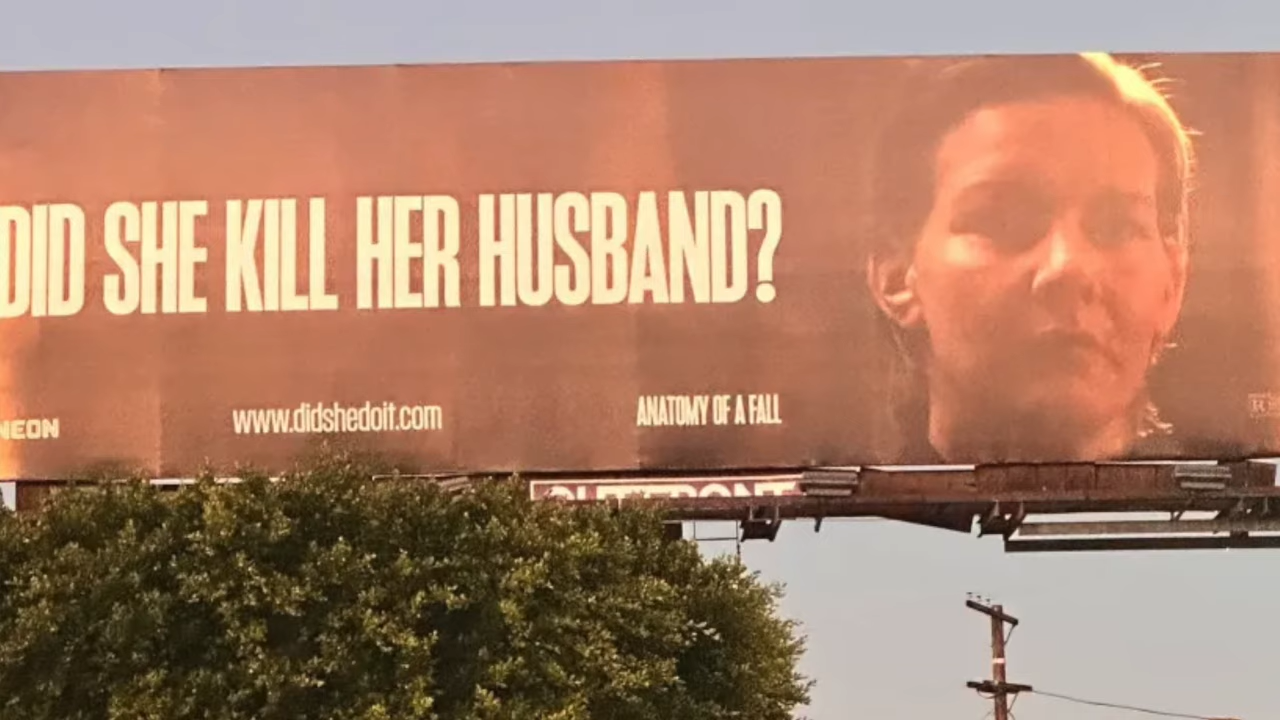 DID SHE KILL HER HUSBAND?
NEON
www.didshedoit.com
ANATOMY OF A FALL
R